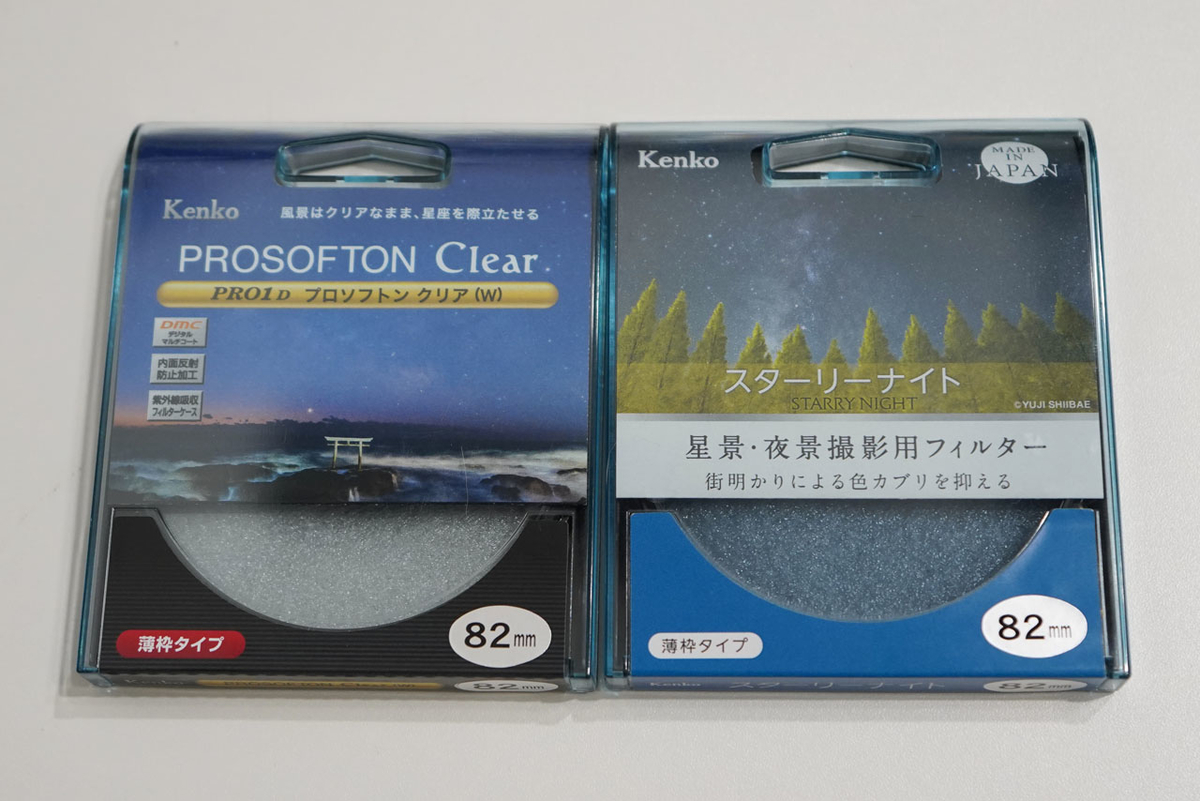 Kenko
風景はクリアなまま、星座を際立たせる
PROSOFTON Clear
PRO1D プロソフトン クリア(W)
DMC
デジタル
マルチコート
内面反射
防止加工
紫外線吸収
フィルターケース
薄枠タイプ
82mm
Kenko PROSOFTON Clear (W) 82mm
Kenko
MADE
IN
JAPAN
スターリーナイト
STARRY NIGHT
©YUJI SHIIBAE
星景・夜景撮影用フィルター
街明かりによる色カブリを抑える
薄枠タイプ
82mm
Kenko スターリーナイト 82mm